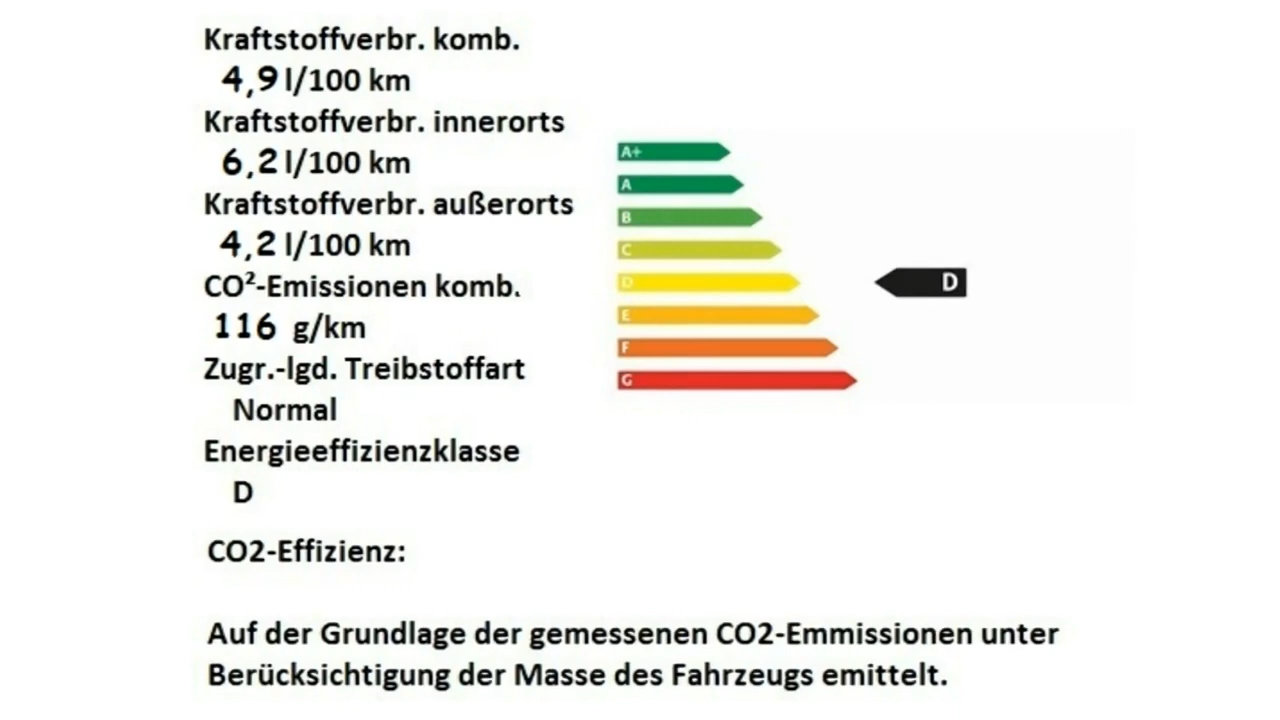 Kraftstoffverbr. komb.
4,9 l/100 km
Kraftstoffverbr. innerorts
6,2 l/100 km
Kraftstoffverbr. außerorts
4,2 l/100 km
CO²-Emissionen komb.
116 g/km
Zugr.-lgd. Treibstoffart
Normal
Energieeffizienzklasse
D
A+
A
B
C
D
D
E
F
G
CO2-Effizienz:
Auf der Grundlage der gemessenen CO2-Emmissionen unter
Berücksichtigung der Masse des Fahrzeugs emittelt.